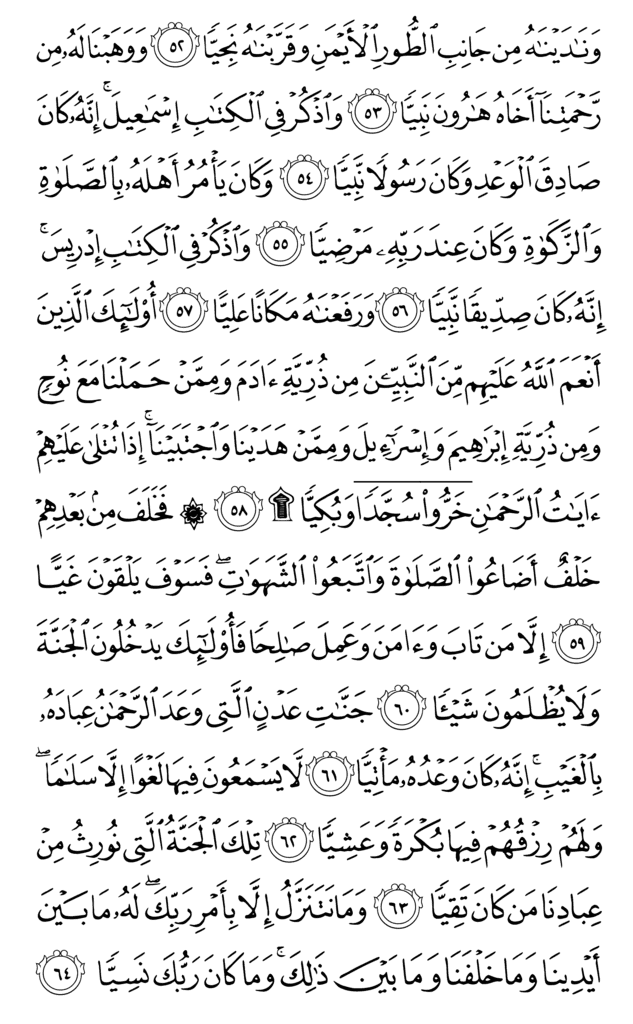 وَنَـٰدَيْنَـٰهُ مِن جَانِبِ ٱلطُّورِ ٱلْأَيْمَنِ وَقَرَّبْنَـٰهُ نَجِيًّا ٥٢ وَوَهَبْنَا لَهُۥ مِن
رَّحْمَتِنَآ أَخَاهُ هَـٰرُونَ نَبِيًّا ٥٣ وَٱذْكُرْ فِى ٱلْكِتَـٰبِ إِسْمَـٰعِيلَ ۚ إِنَّهُۥ كَانَ
صَادِقَ ٱلْوَعْدِ وَكَانَ رَسُولًا نَّبِيًّا ٥٤ وَكَانَ يَأْمُرُ أَهْلَهُۥ بِٱلصَّلَوٰةِ
وَٱلزَّكَوٰةِ وَكَانَ عِندَ رَبِّهِۦ مَرْضِيًّا ٥٥ وَٱذْكُرْ فِى ٱلْكِتَـٰبِ إِدْرِيسَ ۚ
إِنَّهُۥ كَانَ صِدِّيقًا نَّبِيًّا ٥٦ وَرَفَعْنَـٰهُ مَكَانًا عَلِيًّا ٥٧ أُو۟لَـٰٓئِكَ ٱلَّذِينَ
أَنْعَمَ ٱللَّهُ عَلَيْهِم مِّنَ ٱلنَّبِيِّـۧنَ مِن ذُرِّيَّةِ ءَادَمَ وَمِمَّنْ حَمَلْنَا مَعَ نُوحٍ
وَمِن ذُرِّيَّةِ إِبْرَٰهِيمَ وَإِسْرَٰٓءِيلَ وَمِمَّنْ هَدَيْنَا وَٱجْتَبَيْنَآ ۚ إِذَا تُتْلَىٰ عَلَيْهِمْ
ءَايَـٰتُ ٱلرَّحْمَـٰنِ خَرُّوا۟ سُجَّدًا وَبُكِيًّا ۩ ٥٨ ۞ فَخَلَفَ مِنۢ بَعْدِهِمْ
خَلْفٌ أَضَاعُوا۟ ٱلصَّلَوٰةَ وَٱتَّبَعُوا۟ ٱلشَّهَوَٰتِ ۖ فَسَوْفَ يَلْقَوْنَ غَيًّا
٥٩ إِلَّا مَن تَابَ وَءَامَنَ وَعَمِلَ صَـٰلِحًا فَأُو۟لَـٰٓئِكَ يَدْخُلُونَ ٱلْجَنَّةَ
وَلَا يُظْلَمُونَ شَيْـًٔا ٦٠ جَنَّـٰتِ عَدْنٍ ٱلَّتِى وَعَدَ ٱلرَّحْمَـٰنُ عِبَادَهُۥ
بِٱلْغَيْبِ ۚ إِنَّهُۥ كَانَ وَعْدُهُۥ مَأْتِيًّا ٦١ لَّا يَسْمَعُونَ فِيهَا لَغْوًا إِلَّا سَلَـٰمًا ۖ
وَلَهُمْ رِزْقُهُمْ فِيهَا بُكْرَةً وَعَشِيًّا ٦٢ تِلْكَ ٱلْجَنَّةُ ٱلَّتِى نُورِثُ مِنْ
عِبَادِنَا مَن كَانَ تَقِيًّا ٦٣ وَمَا نَتَنَزَّلُ إِلَّا بِأَمْرِ رَبِّكَ ۖ لَهُۥ مَا بَيْنَ
أَيْدِينَا وَمَا خَلْفَنَا وَمَا بَيْنَ ذَٰلِكَ ۚ وَمَا كَانَ رَبُّكَ نَسِيًّا ٦٤